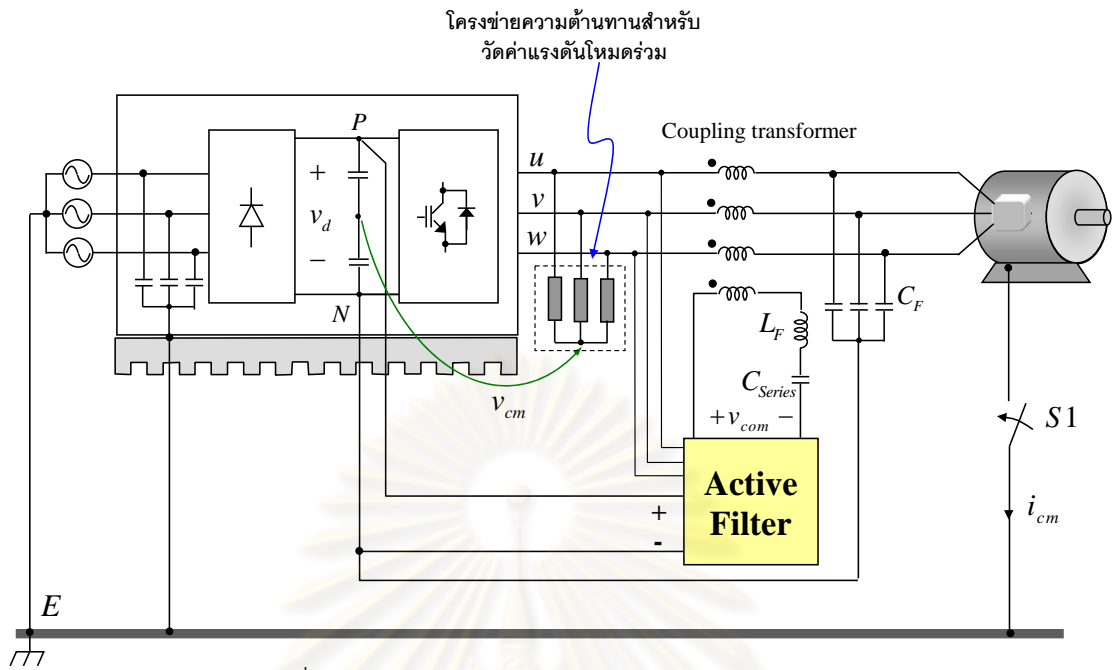 โครงข่ายความต้านทานสำหรับ
วัดค่าแรงดันโหมดร่วม
Coupling transformer
P
+
v_d
−
N
u
v
w
C_F
L_F
C_Series
+ v_com −
v_cm
Active
Filter
+
-
S1
i_cm
E